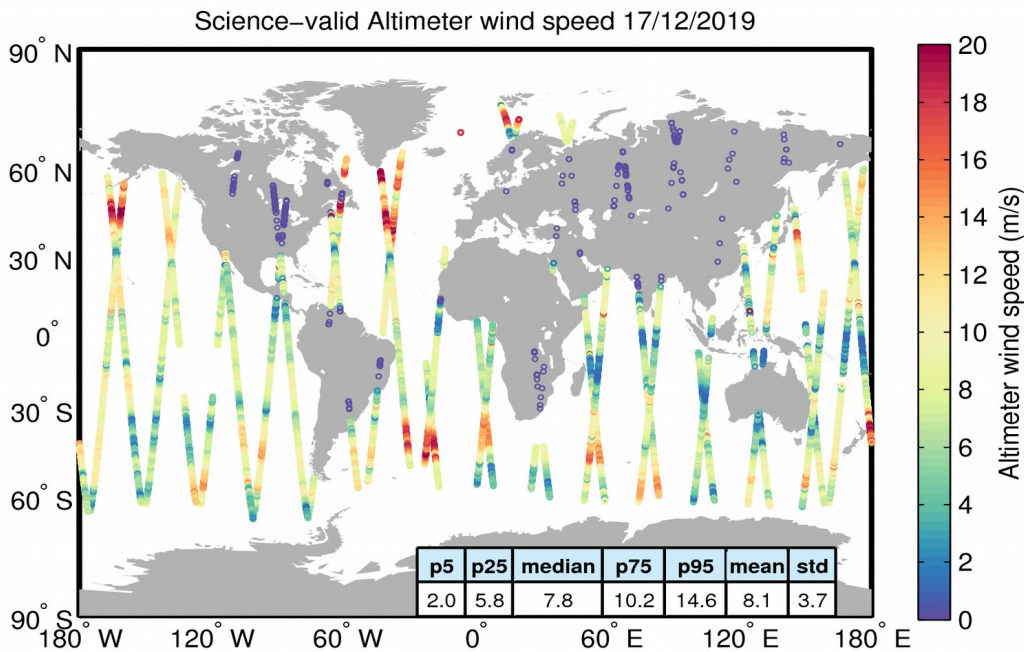 Science-valid Altimeter wind speed 17/12/2019
90° N
60° N
30° N
0°
30° S
60° S
90° S
180° W
120° W
60° W
0°
60° E
120° E
180° E
p5 p25 median p75 p95 mean std
2.0 5.8 7.8 10.2 14.6 8.1 3.7
20
18
16
14
12
10
8
6
4
2
0
Altimeter wind speed (m/s)